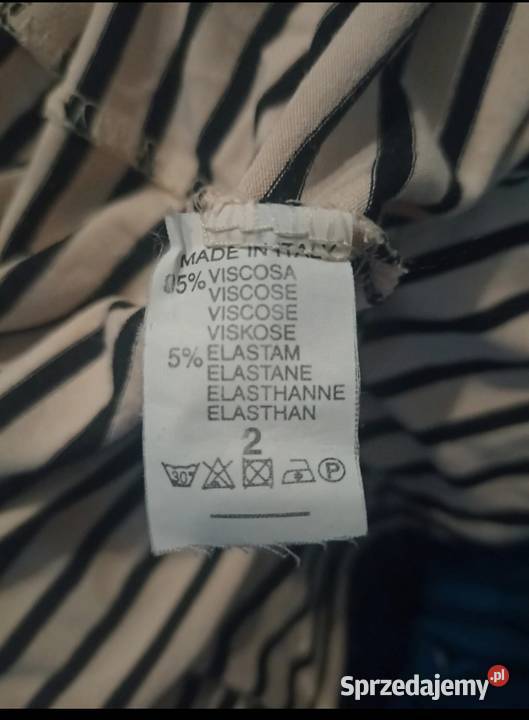 MADE IN ITALY
95% VISCOSA
VISCOSE
VISCOSE
VISKOSE
5% ELASTAM
ELASTANE
ELASTHANNE
ELASTHAN
2
30° P
Sprzedajemy.pl